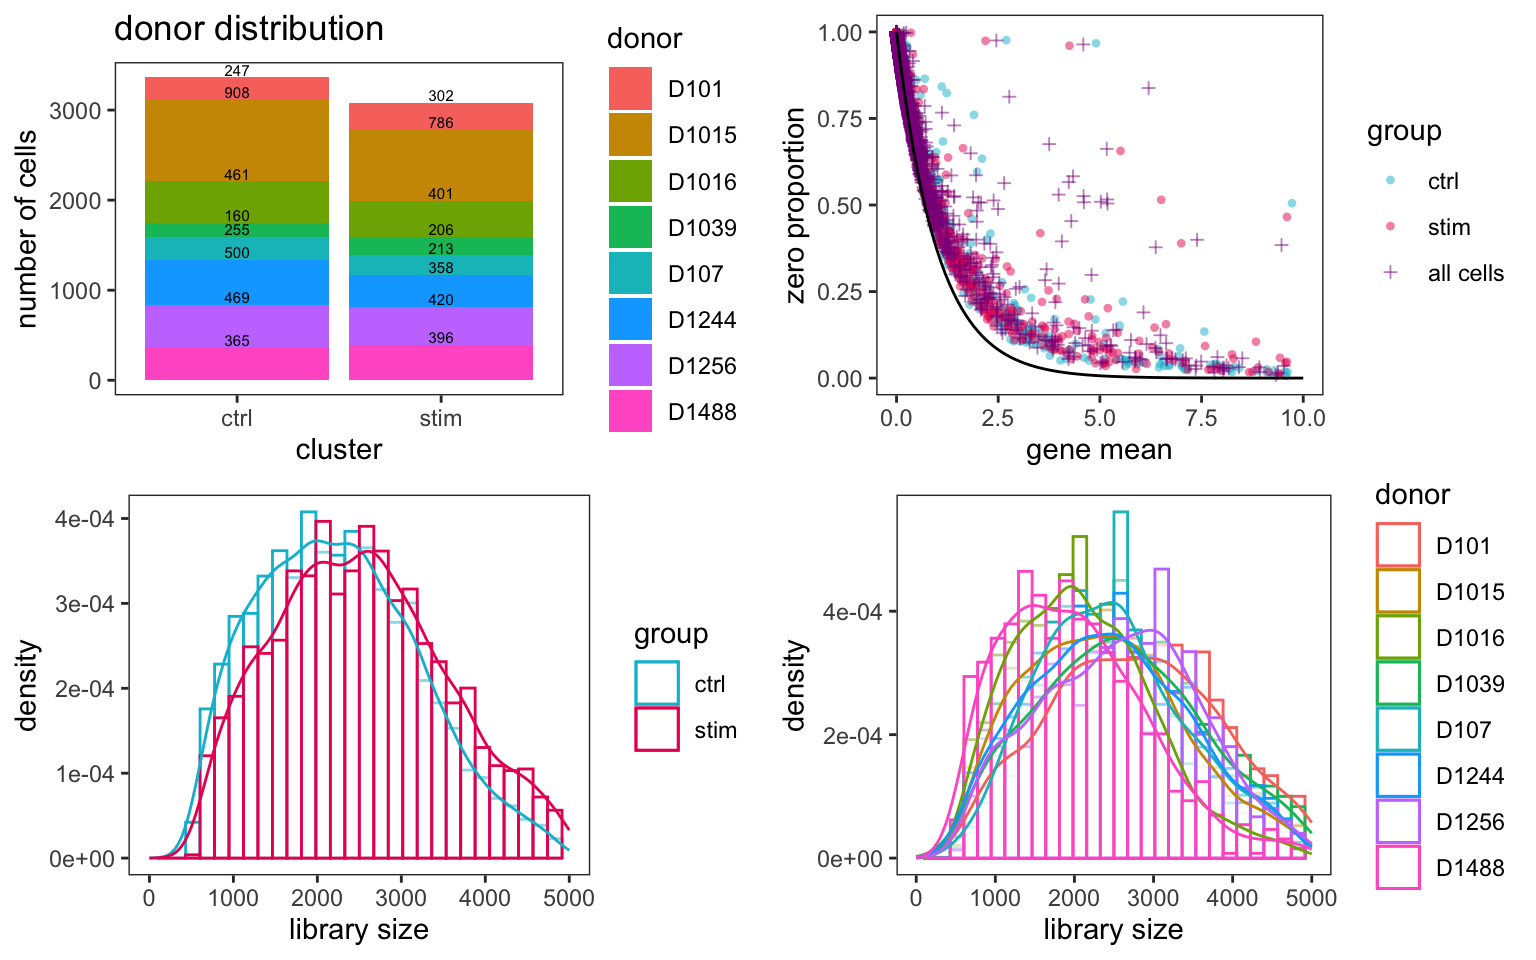 donor distribution
number of cells
3000
2000
1000
0
247
908
461
160
255
500
469
365
302
786
401
206
213
358
420
396
ctrl
stim
cluster
donor
D101
D1015
D1016
D1039
D107
D1244
D1256
D1488
zero proportion
1.00
0.75
0.50
0.25
0.00
0.0
2.5
5.0
7.5
10.0
gene mean
group
ctrl
stim
all cells
density
4e-04
3e-04
2e-04
1e-04
0e+00
0
1000
2000
3000
4000
5000
library size
group
ctrl
stim
density
4e-04
2e-04
0e+00
0
1000
2000
3000
4000
5000
library size
donor
D101
D1015
D1016
D1039
D107
D1244
D1256
D1488